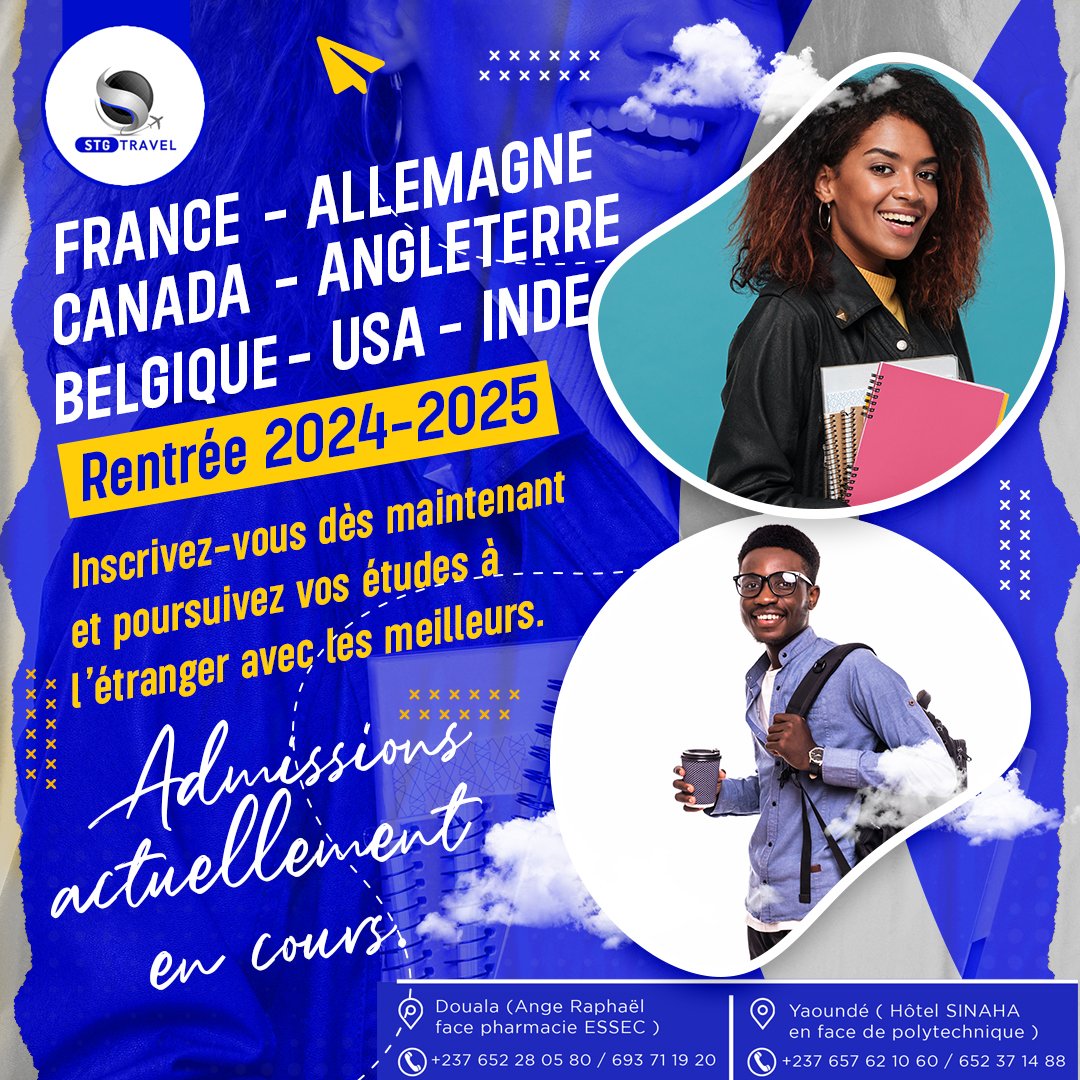 STG TRAVEL
FRANCE - ALLEMAGNE
CANADA - ANGLETERRE
BELGIQUE - USA - INDE
Rentrée 2024-2025
Inscrivez-vous dès maintenant
et poursuivez vos études à
l'étranger avec les meilleurs.
Admissions
actuellement
en cours.
Douala (Ange Raphaël
face pharmacie ESSEC )
+237 652 28 05 80 / 693 71 19 20
Yaoundé ( Hôtel SINAHA
en face de polytechnique )
+237 657 62 10 60 / 652 37 14 88